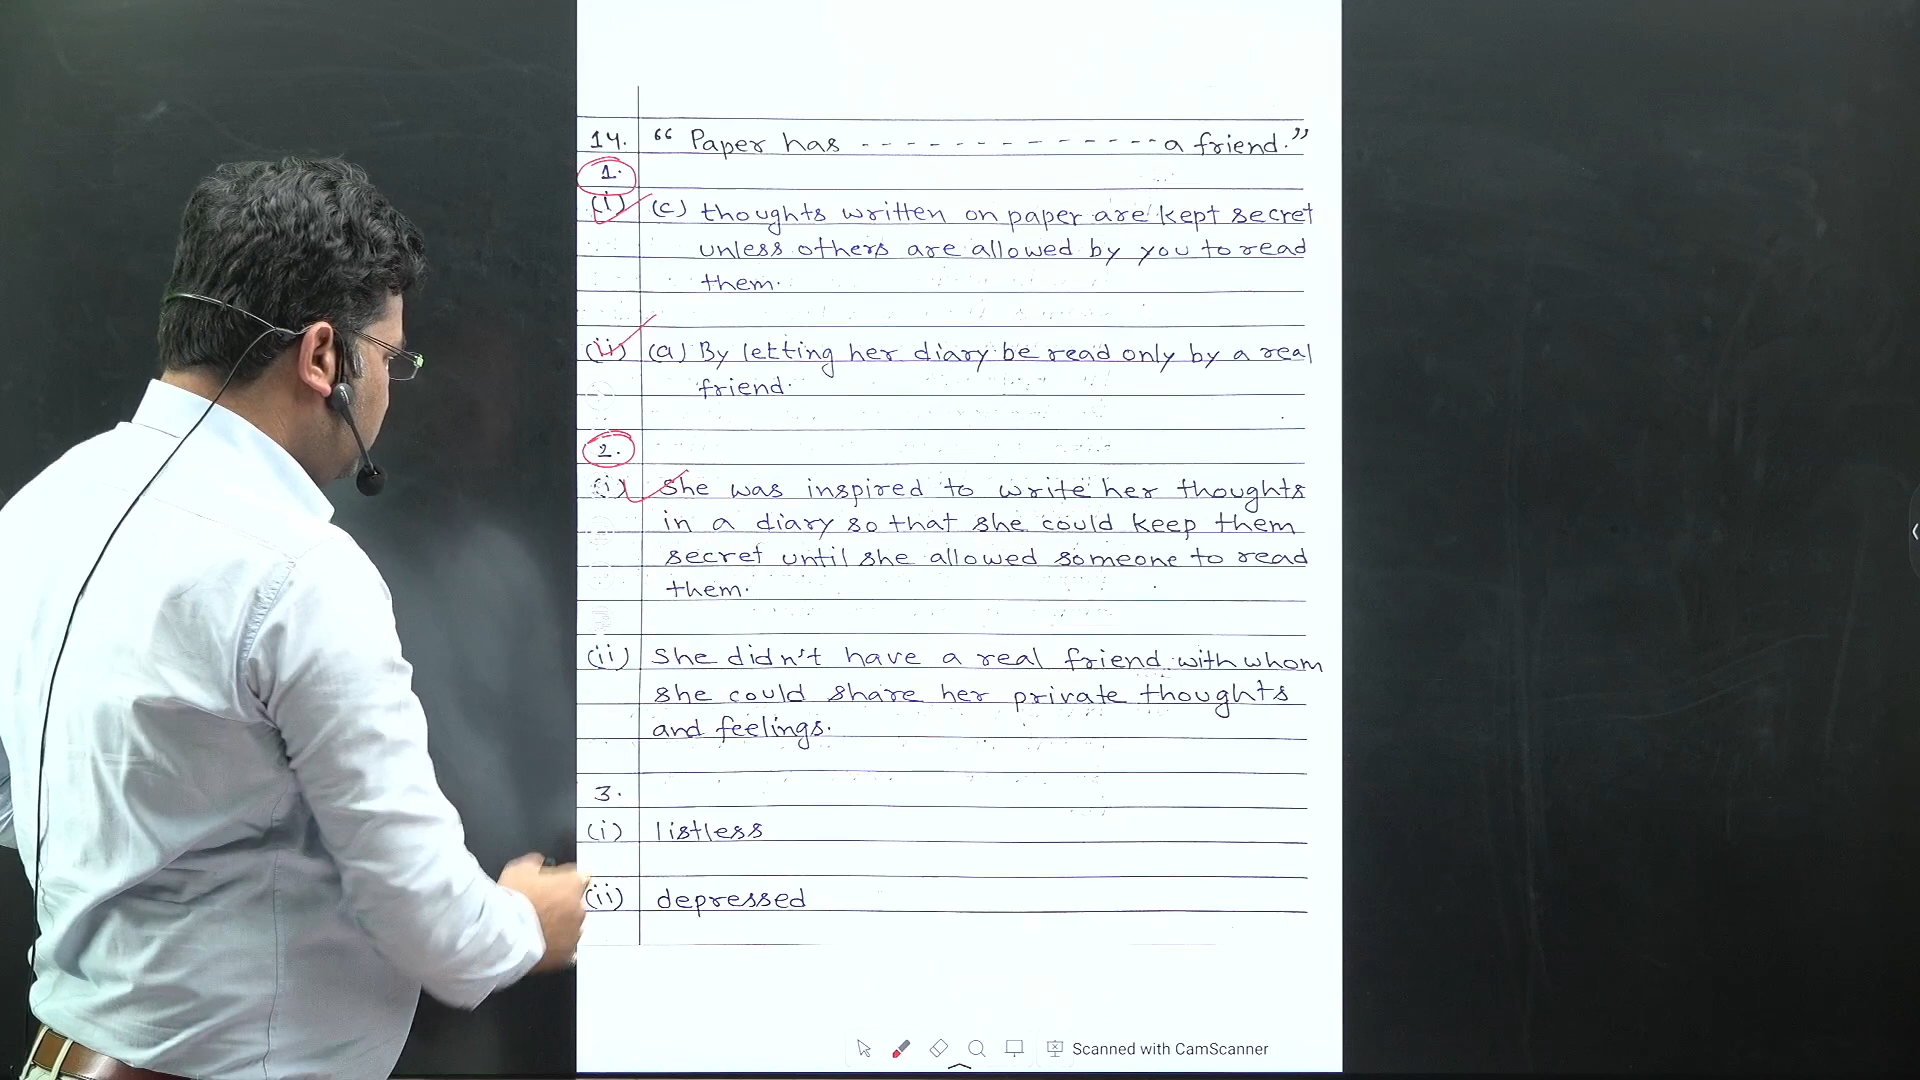 14. “ Paper has - - - - - - - - - - - - - a friend.”
1.
(i) (c) thoughts written on paper are kept secret
unless others are allowed by you to read
them.
(ii) (a) By letting her diary be read only by a real
friend.
2.
(i) She was inspired to write her thoughts
in a diary so that she could keep them
secret until she allowed someone to read
them.
(ii) She didn't have a real friend with whom
she could share her private thoughts
and feelings.
3.
(i) listless
(ii) depressed
Scanned with CamScanner